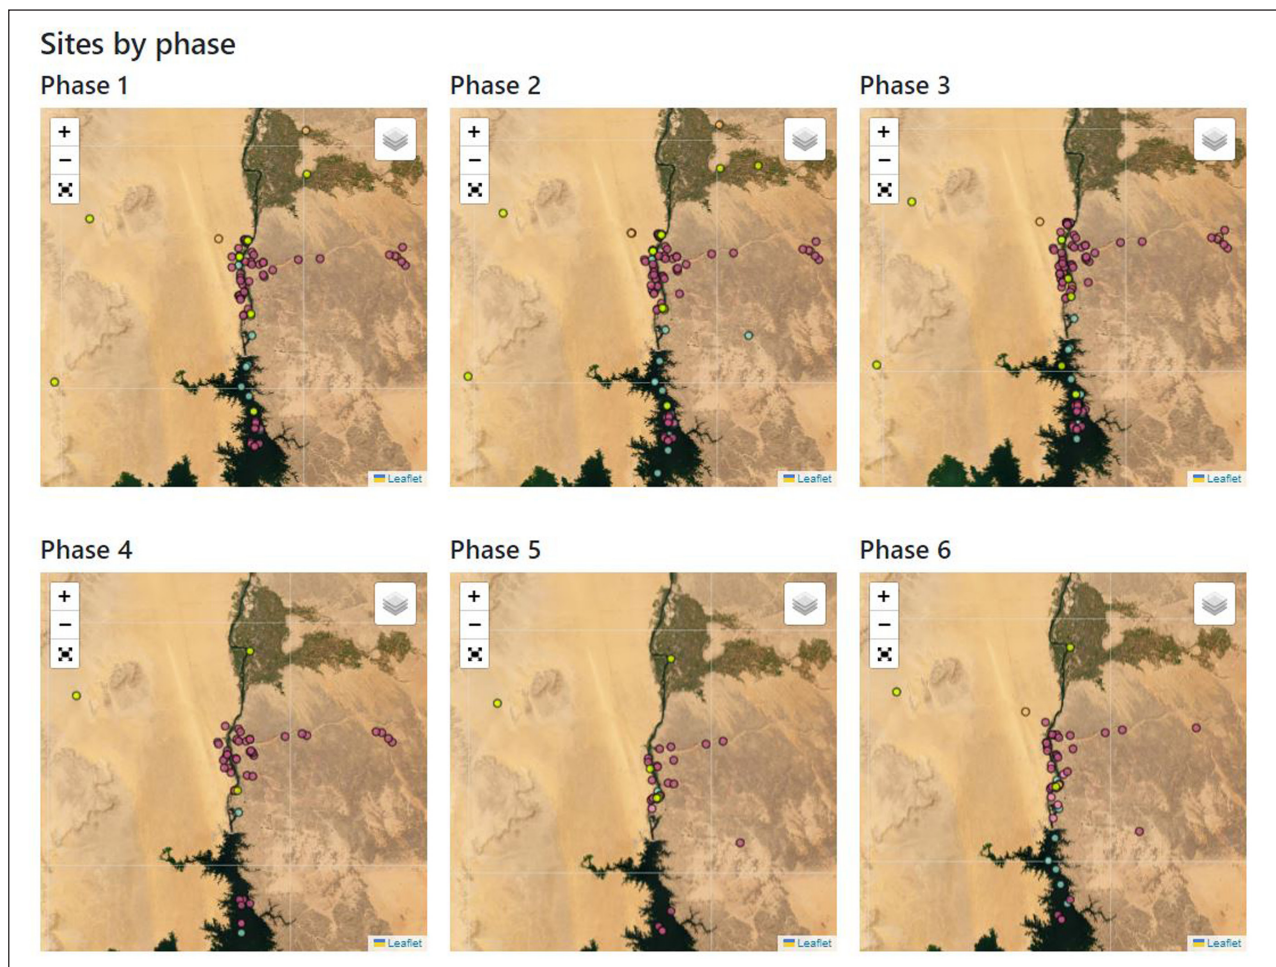 Sites by phase
Phase 1
Phase 2
Phase 3
+
−
+
−
+
−
Leaflet
Leaflet
Leaflet
Phase 4
Phase 5
Phase 6
+
−
+
−
+
−
Leaflet
Leaflet
Leaflet